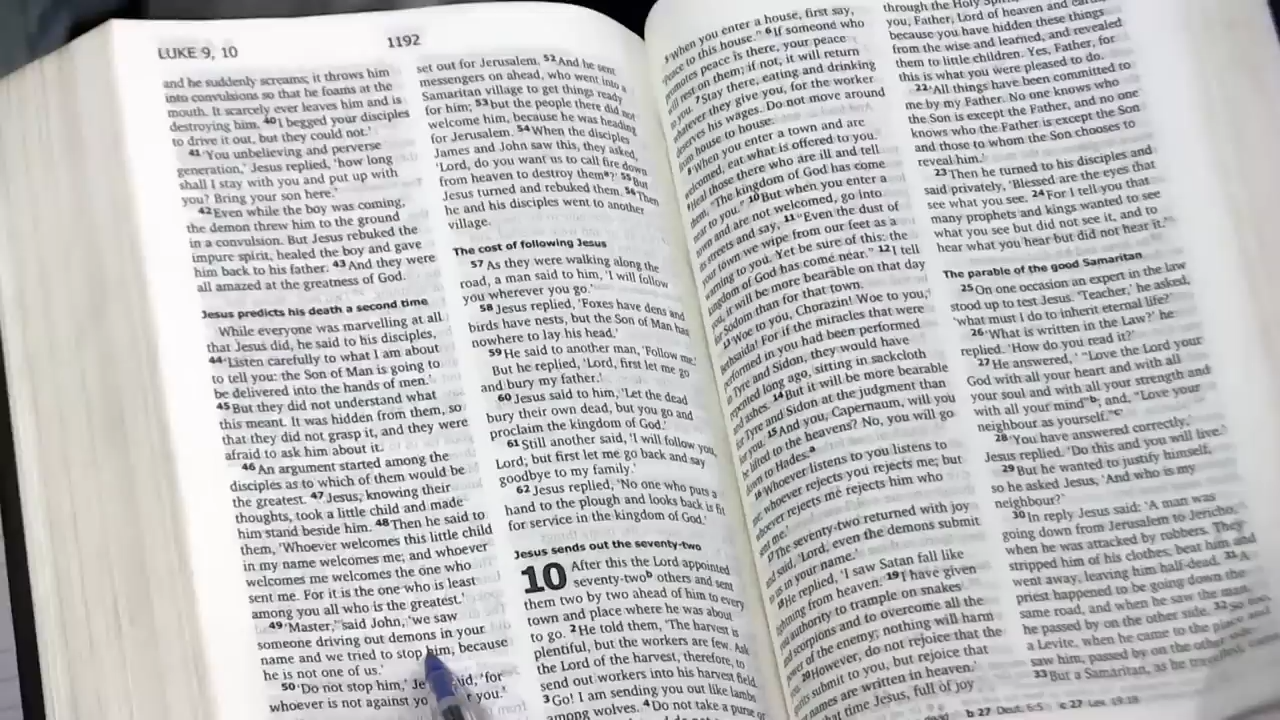 LUKE 9, 10
1192
and he suddenly screams; it throws him
into convulsions so that he foams at the
mouth. It scarcely ever leaves him and is
destroying him. 40 I begged your disciples
to drive it out, but they could not.'
41 'You unbelieving and perverse
generation,' Jesus replied, 'how long
shall I stay with you and put up with
you? Bring your son here.'
42 Even while the boy was coming,
the demon threw him to the ground
in a convulsion. But Jesus rebuked the
impure spirit, healed the boy and gave
him back to his father. 43 And they were
all amazed at the greatness of God.
Jesus predicts his death a second time
While everyone was marvelling at all
that Jesus did, he said to his disciples,
44 'Listen carefully to what I am about
to tell you: the Son of Man is going to
be delivered into the hands of men.'
45 But they did not understand what
this meant. It was hidden from them, so
that they did not grasp it, and they were
afraid to ask him about it.
46 An argument started among the
disciples as to which of them would be
the greatest. 47 Jesus, knowing their
thoughts, took a little child and made
him stand beside him. 48 Then he said to
them, 'Whoever welcomes this little child
in my name welcomes me; and whoever
welcomes me welcomes the one who
sent me. For it is the one who is least
among you all who is the greatest.'
49 'Master,' said John, 'we saw
someone driving out demons in your
name and we tried to stop him, because
he is not one of us.'
50 'Do not stop him,' Je id, 'for
whoever is not against yo r you.'
set out for Jerusalem. 52 And he sent
messengers on ahead, who went into a
Samaritan village to get things ready
for him; 53 but the people there did not
welcome him, because he was heading
for Jerusalem. 54 When the disciples
James and John saw this, they asked,
'Lord, do you want us to call fire down
from heaven to destroy them?' 55 But
Jesus turned and rebuked them. 56 Then
he and his disciples went to another
village.
The cost of following Jesus
57 As they were walking along the
road, a man said to him, 'I will follow
you wherever you go.'
58 Jesus replied, 'Foxes have dens and
birds have nests, but the Son of Man has
nowhere to lay his head.'
59 He said to another man, 'Follow me.'
But he replied, 'Lord, first let me go
and bury my father.'
60 Jesus said to him, 'Let the dead
bury their own dead, but you go and
proclaim the kingdom of God.'
61 Still another said, 'I will follow you,
Lord; but first let me go back and say
goodbye to my family.'
62 Jesus replied, 'No one who puts a
hand to the plough and looks back is fit
for service in the kingdom of God.'
Jesus sends out the seventy-two
10 After this the Lord appointed
seventy-two b others and sent
them two by two ahead of him to every
town and place where he was about
to go. 2 He told them, 'The harvest is
plentiful, but the workers are few. Ask
the Lord of the harvest, therefore, to
send out workers into his harvest field.
3 Go! I am sending you out like lambs
among wolves. 4 Do not take a purse or
5 'When you enter a house, first say,
"Peace to this house." 6 If someone who
promotes peace is there, your peace
will rest on them; if not, it will return
to you. 7 Stay there, eating and drinking
whatever they give you, for the worker
deserves his wages. Do not move around
from house to house.
8 'When you enter a town and are
welcomed, eat what is offered to you.
9 Heal those there who are ill and tell
them, "The kingdom of God has come
near to you." 10 But when you enter a
town and are not welcomed, go into
its streets and say, 11 "Even the dust of
your town we wipe from our feet as a
warning to you. Yet be sure of this: the
kingdom of God has come near." 12 I tell
you, it will be more bearable on that day
for Sodom than for that town.
13 'Woe to you, Chorazin! Woe to you,
Bethsaida! For if the miracles that were
performed in you had been performed
in Tyre and Sidon, they would have
repented long ago, sitting in sackcloth
and ashes. 14 But it will be more bearable
for Tyre and Sidon at the judgment than
for you. 15 And you, Capernaum, will you
be lifted to the heavens? No, you will go
down to Hades. a
16 'Whoever listens to you listens to
me; whoever rejects you rejects me; but
whoever rejects me rejects him who
sent me.'
17 The seventy-two returned with joy
and said, 'Lord, even the demons submit
to us in your name.'
18 He replied, 'I saw Satan fall like
lightning from heaven. 19 I have given
you authority to trample on snakes
and scorpions and to overcome all the
power of the enemy; nothing will harm
you. 20 However, do not rejoice that the
spirits submit to you, but rejoice that
your names are written in heaven.'
that time Jesus, full of joy
through the Holy Spirit,
you, Father, Lord of heaven and earth,
because you have hidden these things
from the wise and learned, and revealed
them to little children. Yes, Father, for
this is what you were pleased to do.
22 'All things have been committed to
me by my Father. No one knows who
the Son is except the Father, and no one
knows who the Father is except the Son
and those to whom the Son chooses to
reveal him.'
23 Then he turned to his disciples and
said privately, 'Blessed are the eyes that
see what you see. 24 For I tell you that
many prophets and kings wanted to see
what you see but did not see it, and to
hear what you hear but did not hear it.'
The parable of the good Samaritan
25 On one occasion an expert in the law
stood up to test Jesus. 'Teacher,' he asked,
'what must I do to inherit eternal life?'
26 'What is written in the Law?' he
replied. 'How do you read it?'
27 He answered, ' "Love the Lord your
God with all your heart and with all
your soul and with all your strength and
with all your mind" b; and, "Love your
neighbour as yourself." c'
28 'You have answered correctly,'
Jesus replied. 'Do this and you will live.'
29 But he wanted to justify himself,
so he asked Jesus, 'And who is my
neighbour?'
30 In reply Jesus said: 'A man was
going down from Jerusalem to Jericho,
when he was attacked by robbers. They
stripped him of his clothes, beat him and
went away, leaving him half-dead. 31 A
priest happened to be going down the
same road, and when he saw the man,
he passed by on the other side. 32 So too,
a Levite, when he came to the place and
saw him, passed by on the other side.
33 But a Samaritan, as he travelled,
b 27 Deut. 6:5 c 27 Lev. 19:18